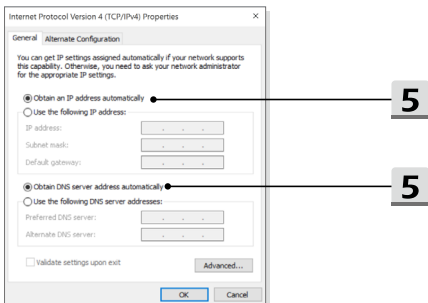 Internet Protocol Version 4 (TCP/IPv4) Properties
General Alternate Configuration
You can get IP settings assigned automatically if your network supports
this capability. Otherwise, you need to ask your network administrator
for the appropriate IP settings.
Obtain an IP address automatically
5
Use the following IP address:
IP address:
Subnet mask:
Default gateway:
Obtain DNS server address automatically
5
Use the following DNS server addresses:
Preferred DNS server:
Alternate DNS server:
Validate settings upon exit
Advanced...
OK Cancel